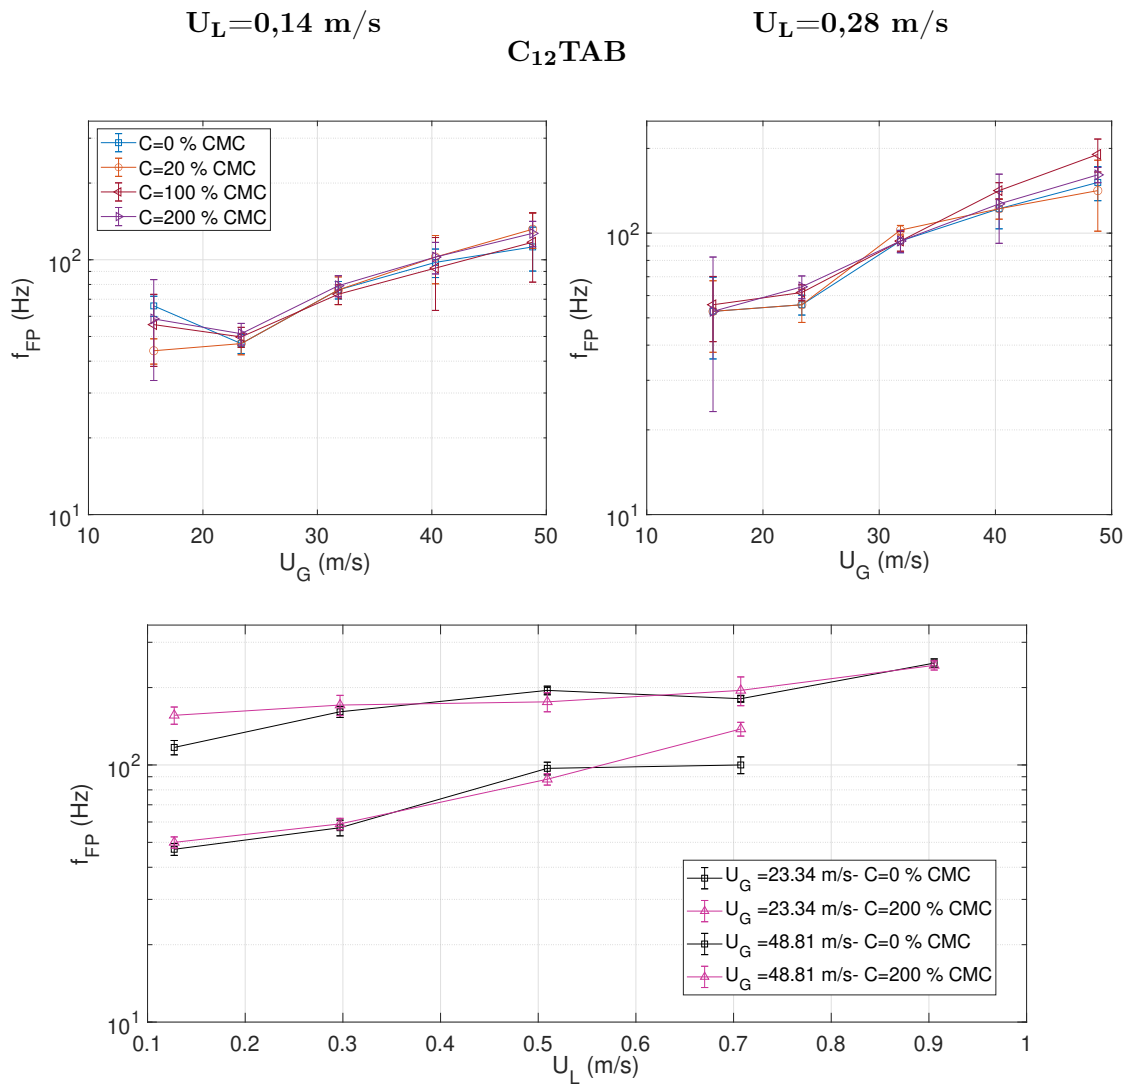 U_L=0,14 m/s
U_L=0,28 m/s
C_12TAB
C=0 % CMC
C=20 % CMC
C=100 % CMC
C=200 % CMC
10^2
10^1
f_FP (Hz)
10 20 30 40 50
U_G (m/s)
10^2
10^1
f_FP (Hz)
10 20 30 40 50
U_G (m/s)
10^2
10^1
f_FP (Hz)
U_G =23.34 m/s- C=0 % CMC
U_G =23.34 m/s- C=200 % CMC
U_G =48.81 m/s- C=0 % CMC
U_G =48.81 m/s- C=200 % CMC
0.1 0.2 0.3 0.4 0.5 0.6 0.7 0.8 0.9 1
U_L (m/s)